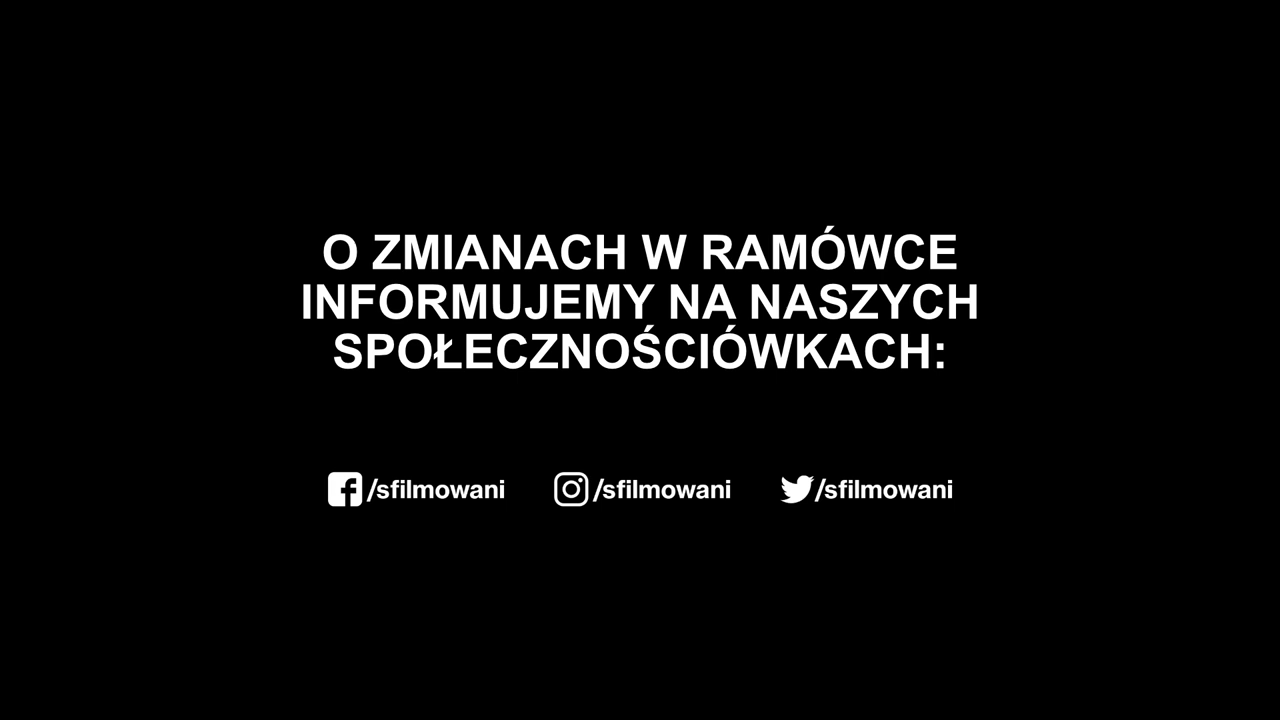 O ZMIANACH W RAMÓWCE
INFORMUJEMY NA NASZYCH
SPOŁECZNOŚCIÓWKACH:
/sfilmowani /sfilmowani /sfilmowani